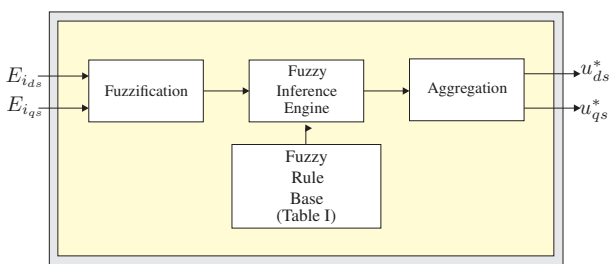 E_{i_{ds}}
E_{i_{qs}}
Fuzzification
Fuzzy
Inference
Engine
Aggregation
u^*_{ds}
u^*_{qs}
Fuzzy
Rule
Base
(Table I)